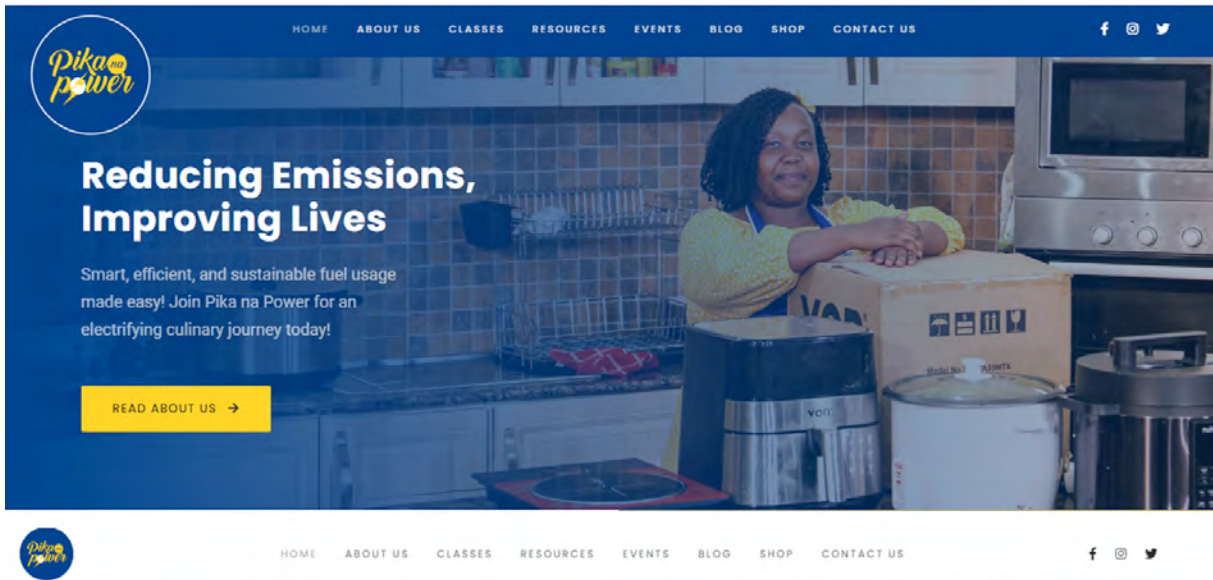 HOME ABOUT US CLASSES RESOURCES EVENTS BLOG SHOP CONTACT US
Pika na
power
Reducing Emissions,
Improving Lives
Smart, efficient, and sustainable fuel usage
made easy! Join Pika na Power for an
electrifying culinary journey today!
READ ABOUT US →
Model No
von
Pika na
power
HOME ABOUT US CLASSES RESOURCES EVENTS BLOG SHOP CONTACT US